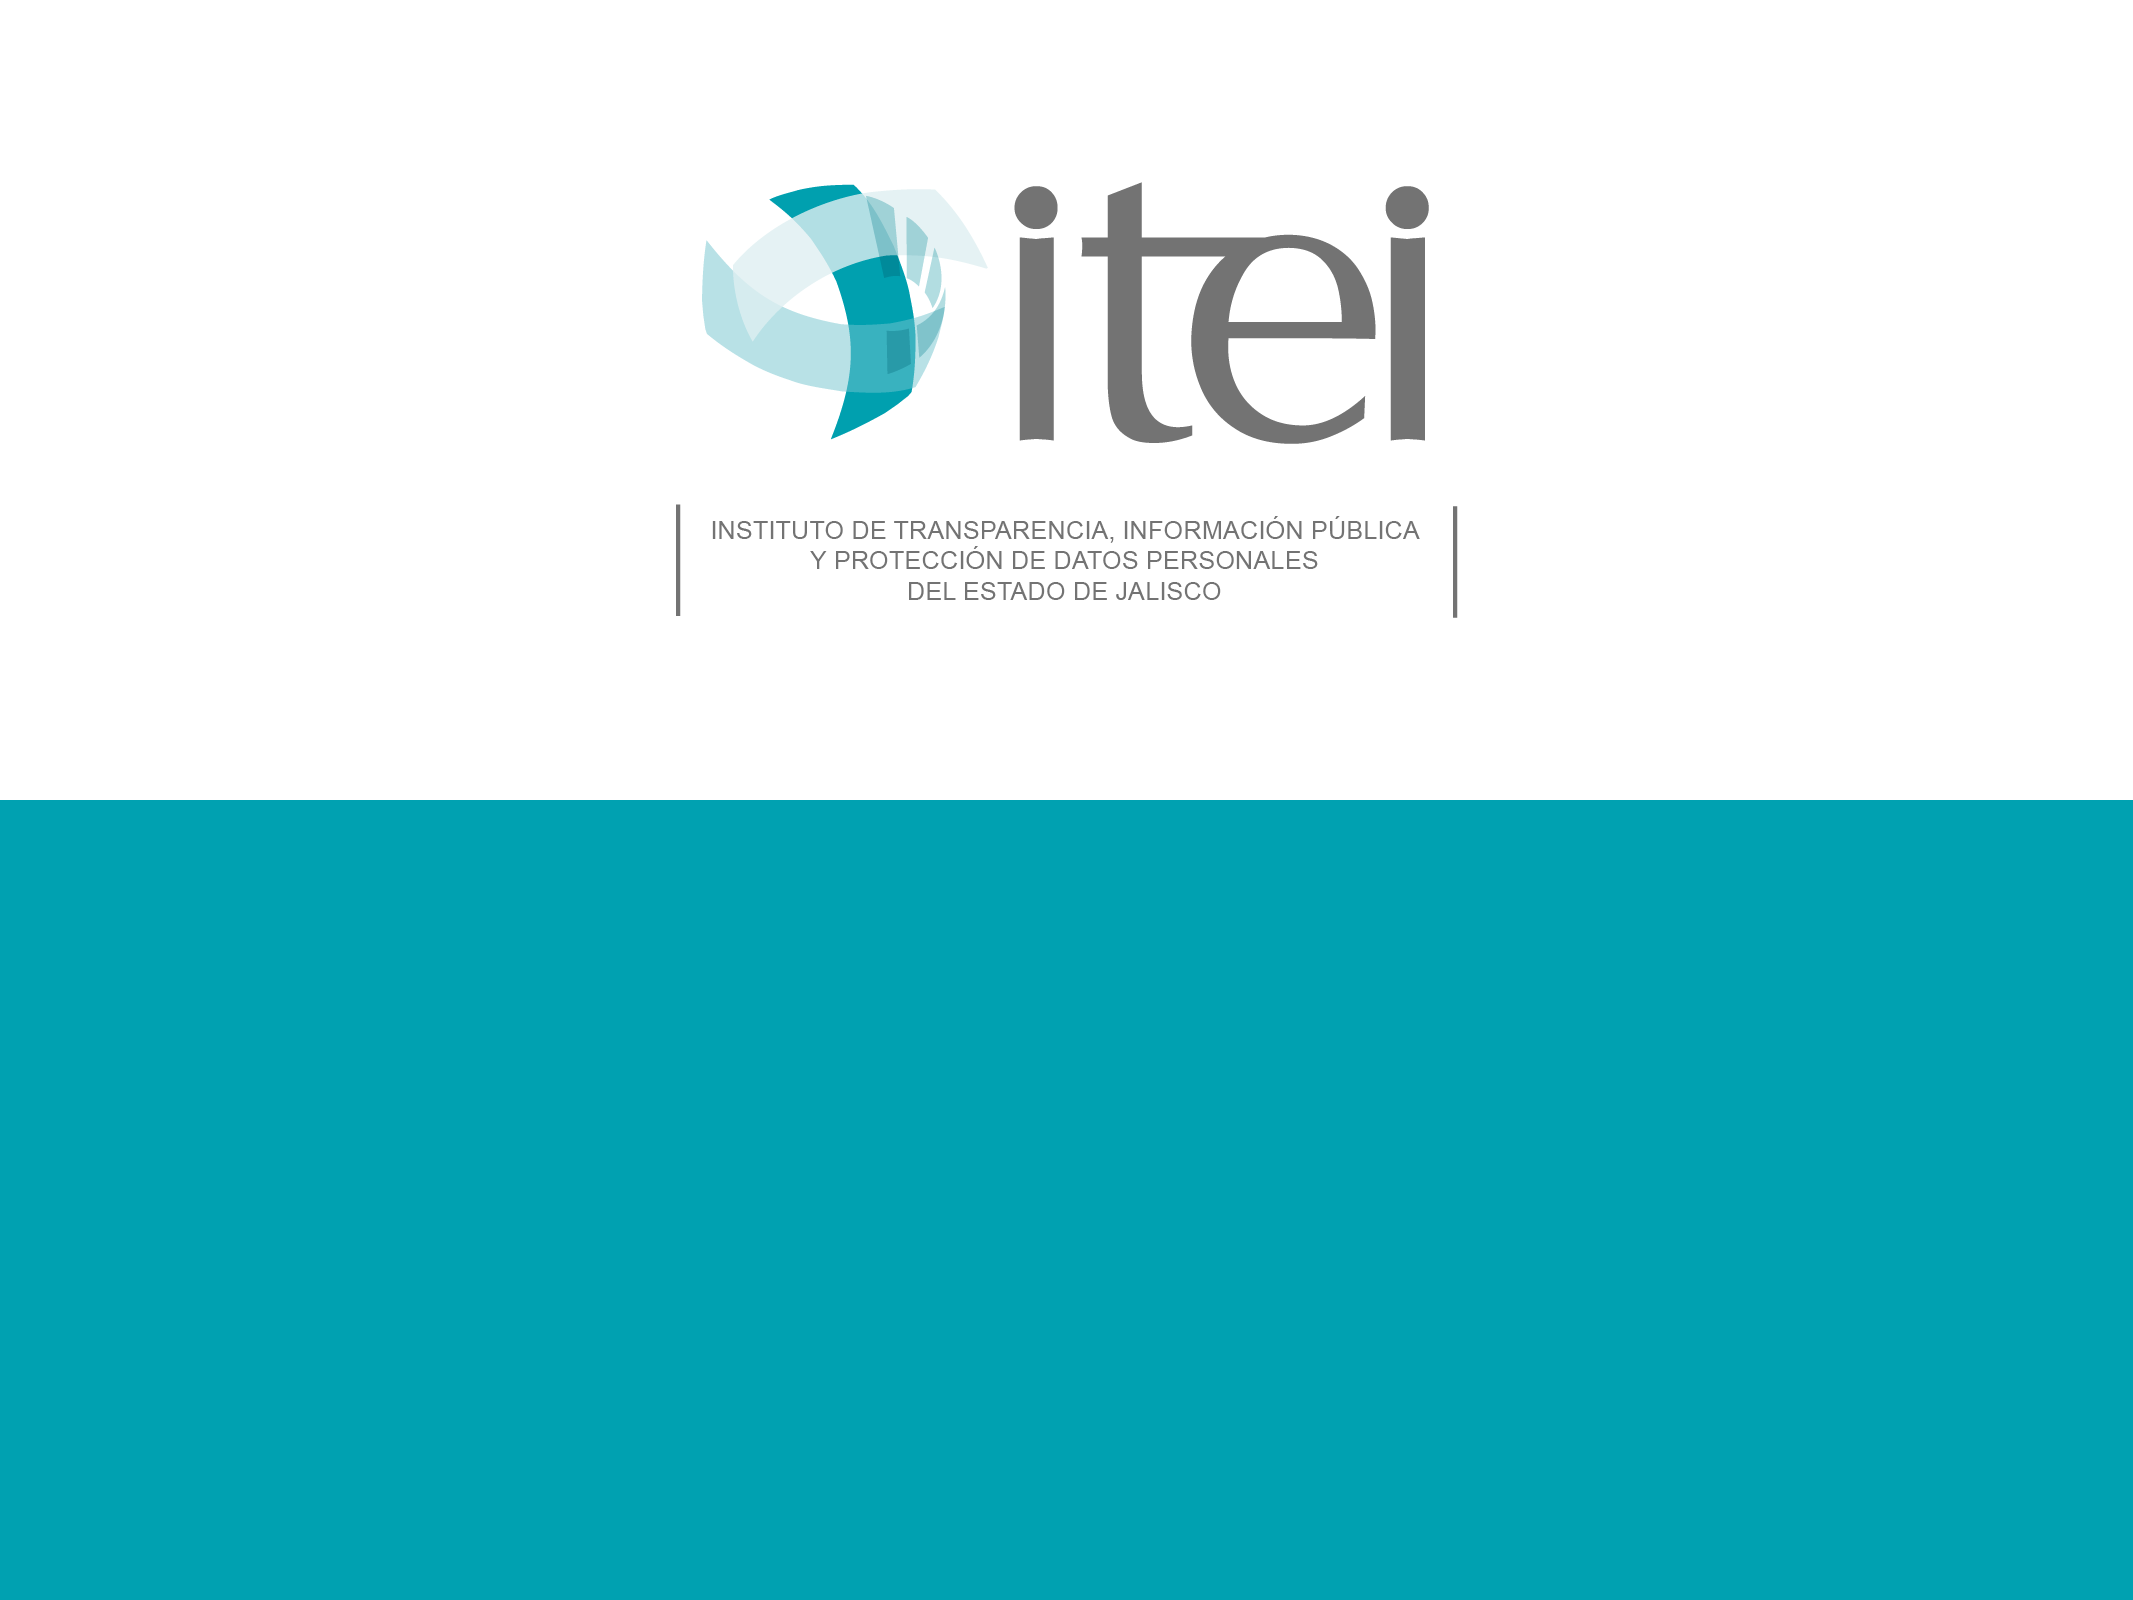 itei
INSTITUTO DE TRANSPARENCIA, INFORMACIÓN PÚBLICA
Y PROTECCIÓN DE DATOS PERSONALES
DEL ESTADO DE JALISCO